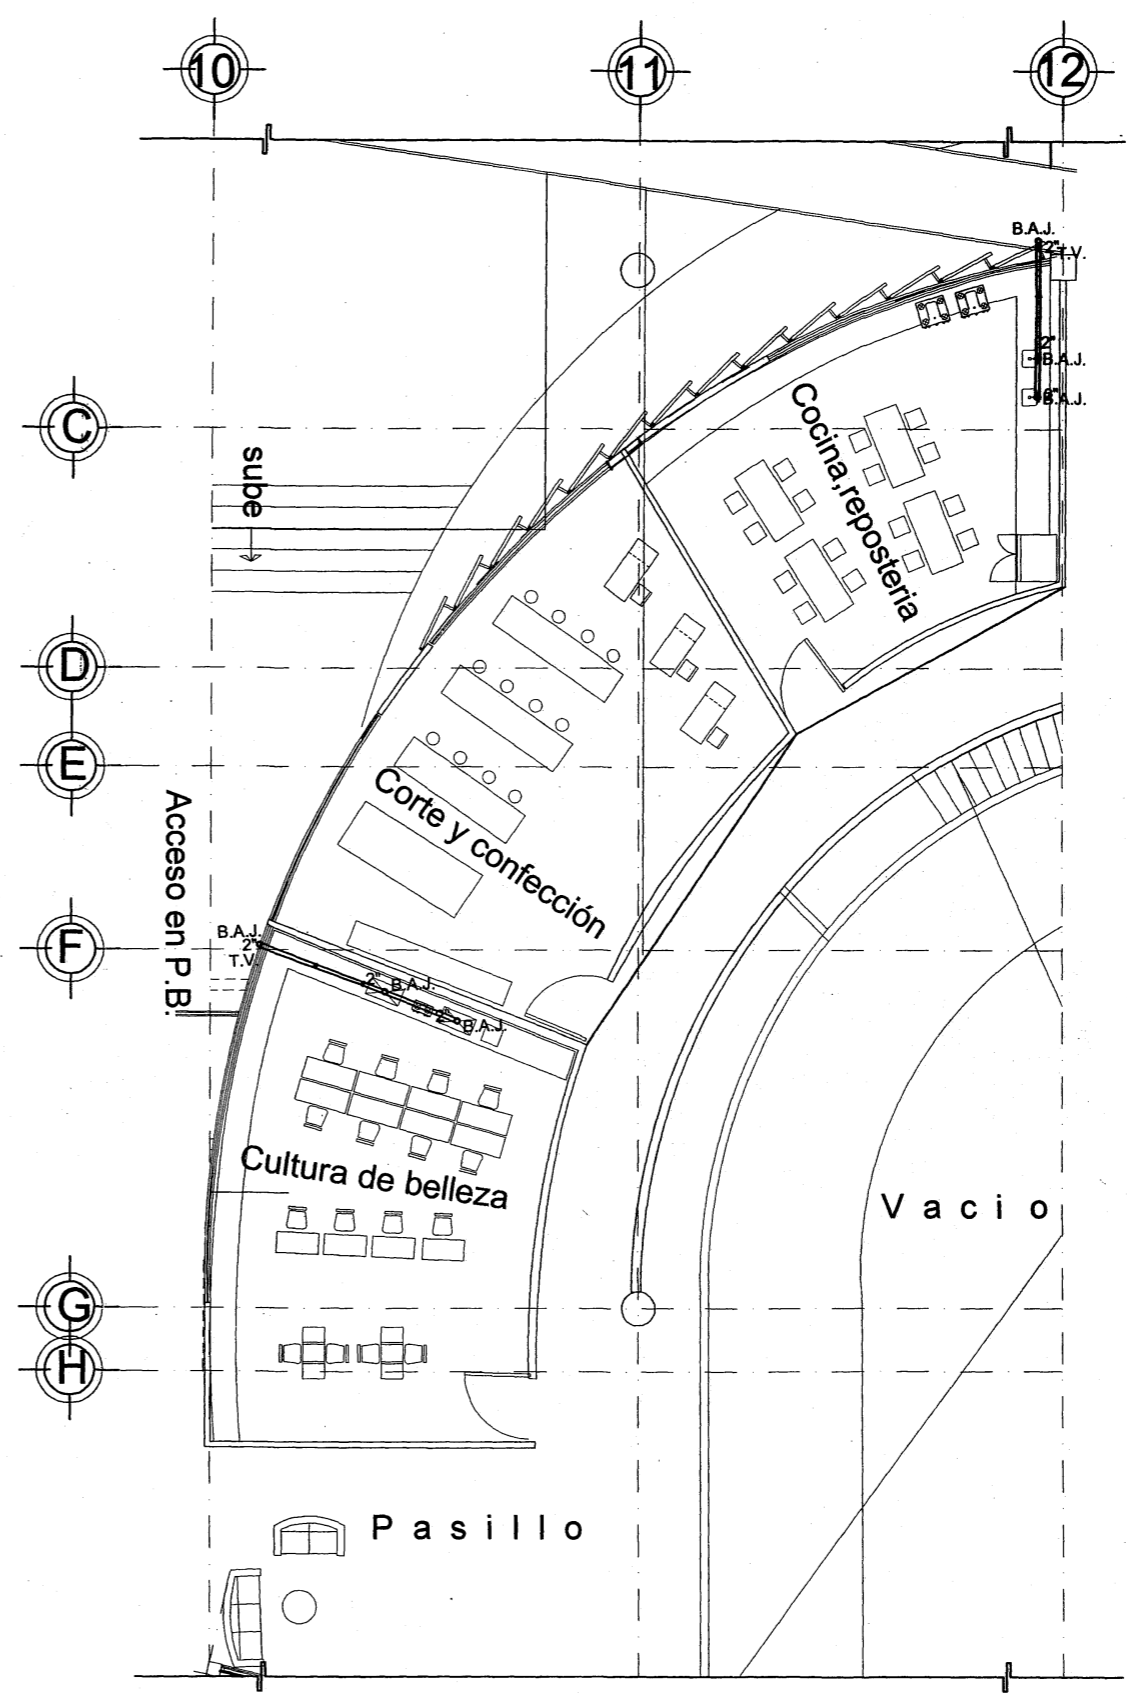 10
11
12
B.A.J.
2"
T.V.
2"
B.A.J.
B.A.J.
C
sube
Cocina,reposteria
D
E
Acceso en P.B.
Corte y confección
F
B.A.J.
2"
T.V.
2"
B.A.J.
2"
B.A.J.
Cultura de belleza
Vacio
G
H
Pasillo